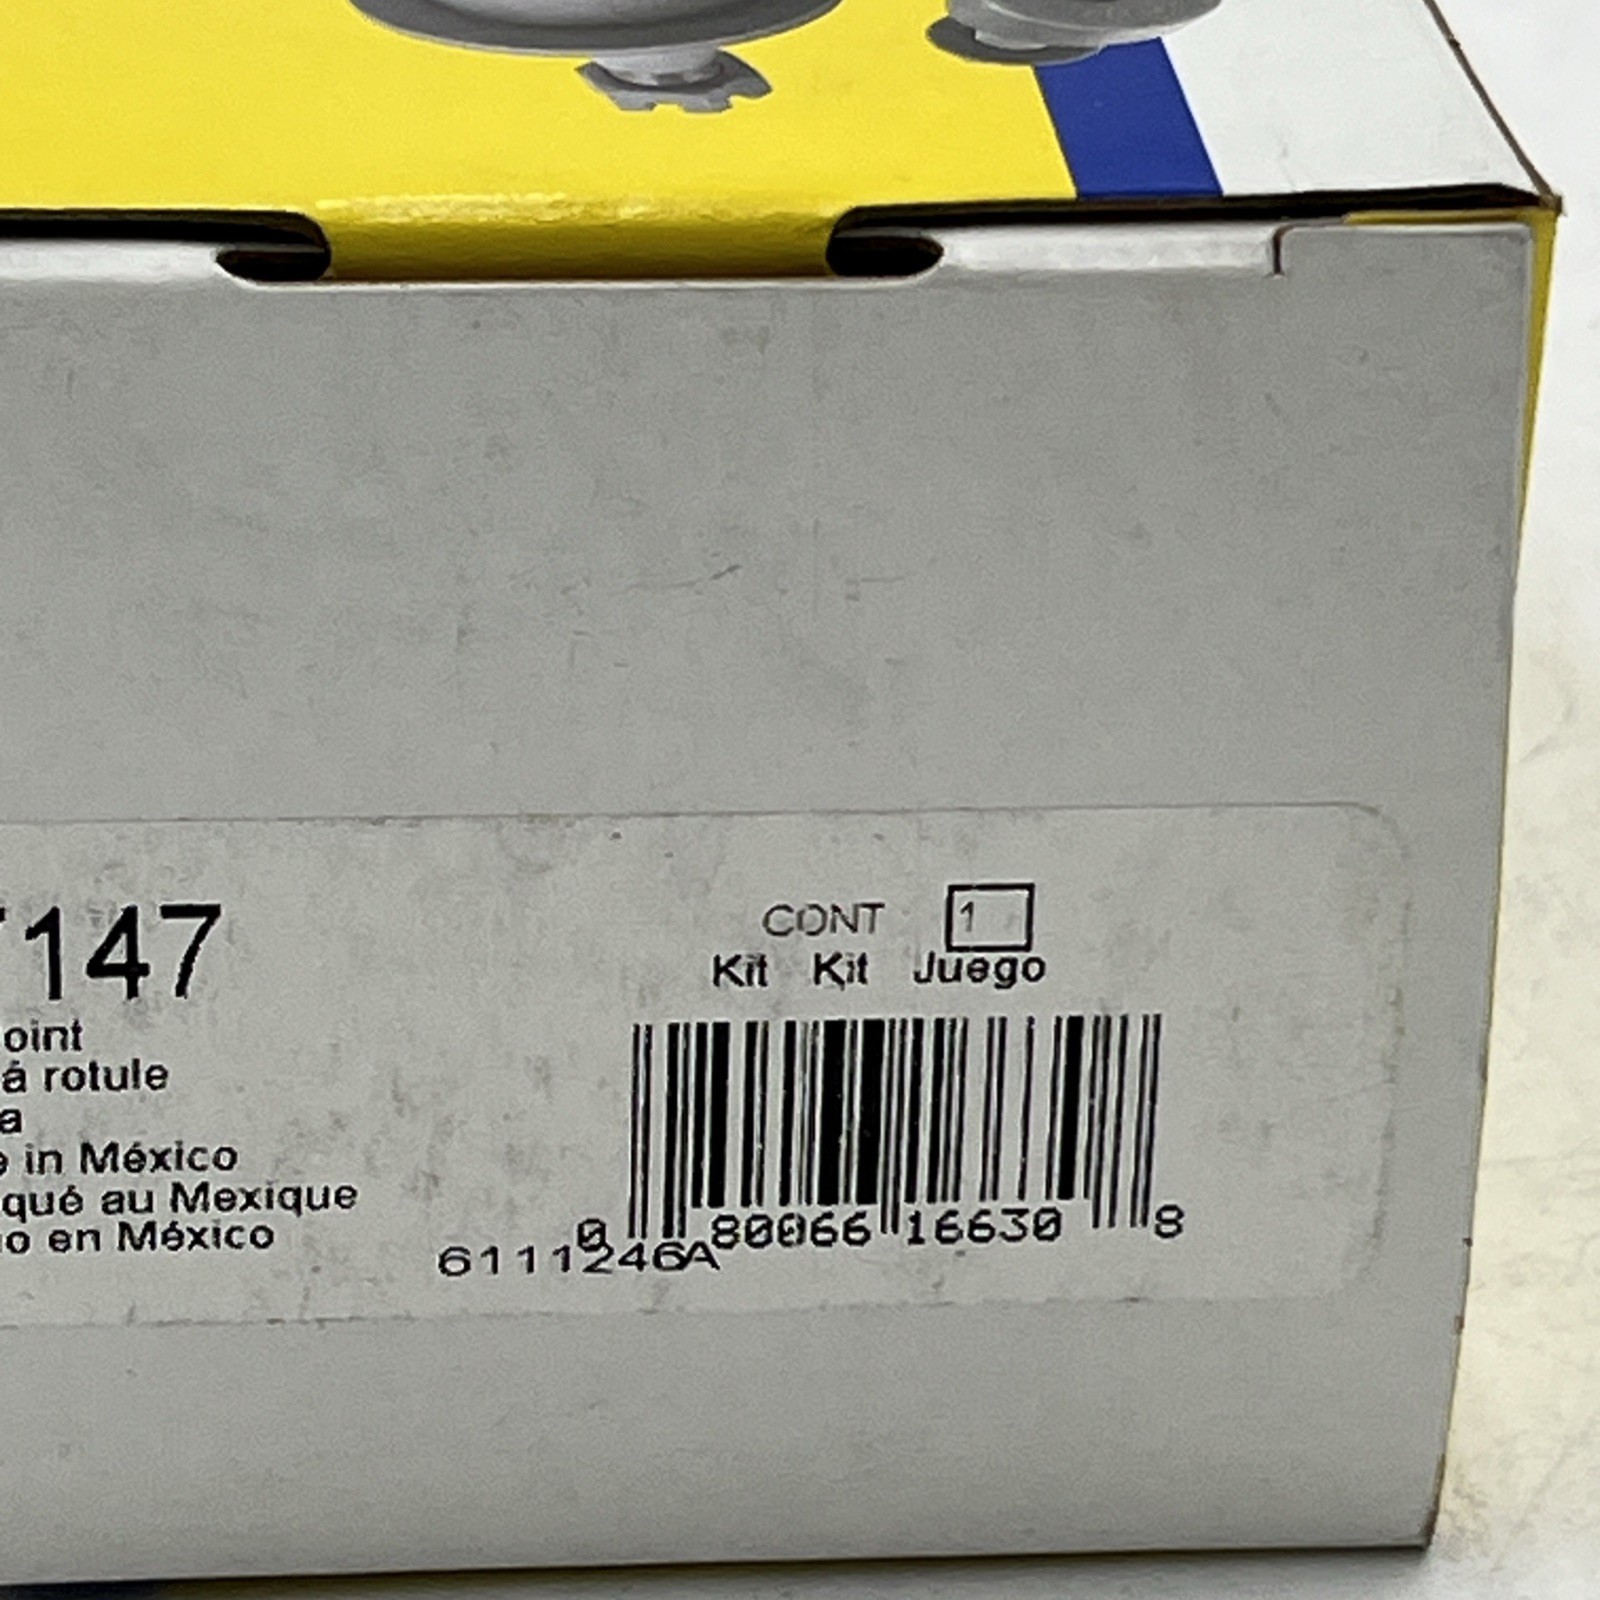 147
CONT 1
Kit Kit Juego
oint
á rotule
a
in México
qué au Mexique
o en México
0 80066 16630 8
6111246A